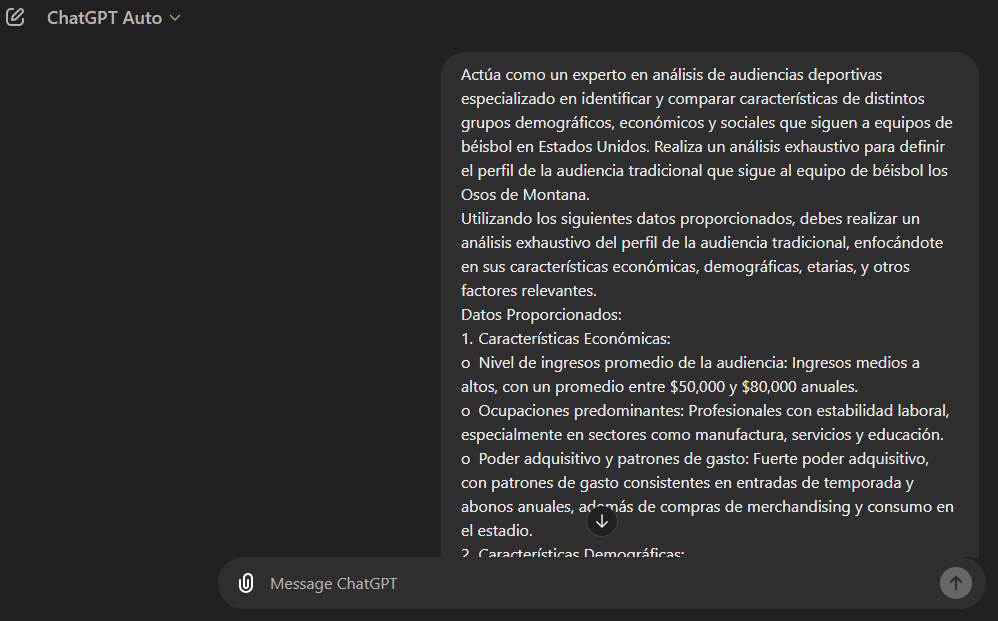 ChatGPT Auto
Actúa como un experto en análisis de audiencias deportivas
especializado en identificar y comparar características de distintos
grupos demográficos, económicos y sociales que siguen a equipos de
béisbol en Estados Unidos. Realiza un análisis exhaustivo para definir
el perfil de la audiencia tradicional que sigue al equipo de béisbol los
Osos de Montana.
Utilizando los siguientes datos proporcionados, debes realizar un
análisis exhaustivo del perfil de la audiencia tradicional, enfocándote
en sus características económicas, demográficas, etarias, y otros
factores relevantes.
Datos Proporcionados:
1. Características Económicas:
o Nivel de ingresos promedio de la audiencia: Ingresos medios a
altos, con un promedio entre $50,000 y $80,000 anuales.
o Ocupaciones predominantes: Profesionales con estabilidad laboral,
especialmente en sectores como manufactura, servicios y educación.
o Poder adquisitivo y patrones de gasto: Fuerte poder adquisitivo,
con patrones de gasto consistentes en entradas de temporada y
abonos anuales, además de compras de merchandising y consumo en
el estadio.
2. Características Demográficas:
Message ChatGPT